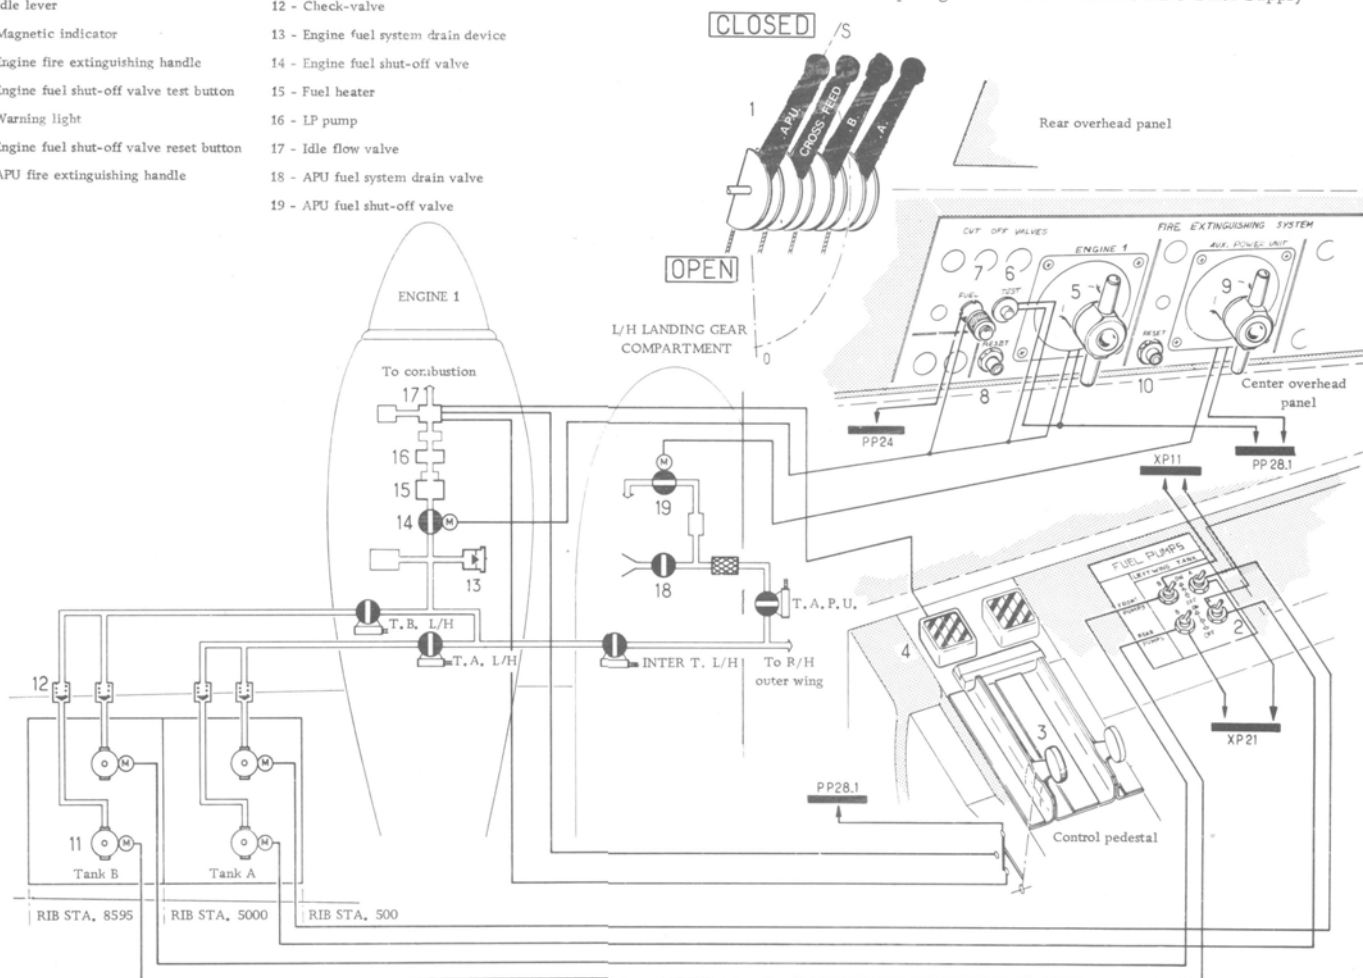 dle lever
Magnetic indicator
Engine fire extinguishing handle
Engine fuel shut-off valve test button
Warning light
Engine fuel shut-off valve reset button
APU fire extinguishing handle
12 - Check-valve
13 - Engine fuel system drain device
14 - Engine fuel shut-off valve
15 - Fuel heater
16 - LP pump
17 - Idle flow valve
18 - APU fuel system drain valve
19 - APU fuel shut-off valve
CLOSED
/S
1
A.P.U.
CROSS-FEED
B.
A.
OPEN
O
L/H LANDING GEAR
COMPARTMENT
Rear overhead panel
CUT OFF VALVES
FIRE EXTINGUISHING SYSTEM
ENGINE 1
AUX. POWER UNIT
7
6
5
9
FUEL
TEST
RESET
RESET
8
10
Center overhead
panel
PP24
PP28.1
XP11
ENGINE 1
To combustion
17
16
15
14
M
13
M
19
18
T.A.P.U.
T.B. L/H
T.A. L/H
INTER T. L/H
To R/H
outer wing
12
M
M
11
M
M
Tank B
Tank A
RIB STA. 8595
RIB STA. 5000
RIB STA. 500
FUEL PUMPS
LEFT WING TANK
B
ON
A
FRONT
PUMPS
OFF
REAR
PUMPS
B
OFF
2
4
3
XP21
PP28.1
Control pedestal